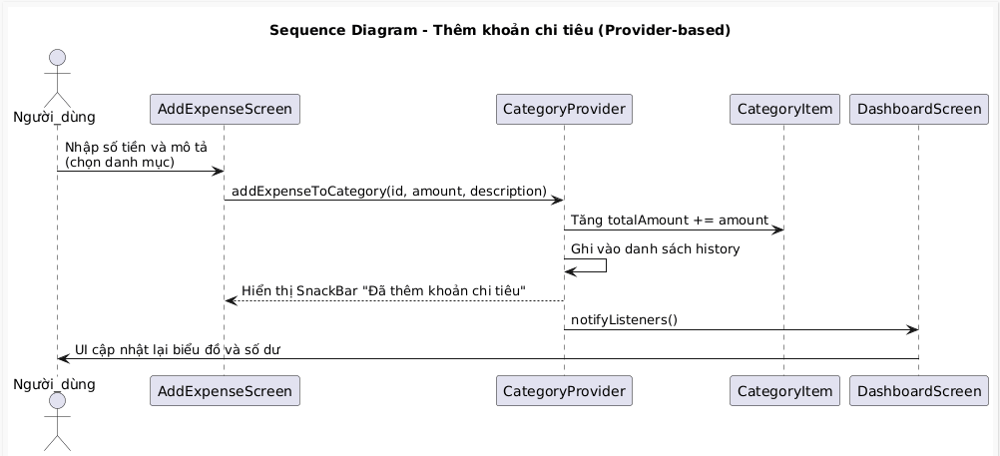 Sequence Diagram - Thêm khoản chi tiêu (Provider-based)
Người_dùng
AddExpenseScreen
CategoryProvider
CategoryItem
DashboardScreen
Nhập số tiền và mô tả
(chọn danh mục)
addExpenseToCategory(id, amount, description)
Tăng totalAmount += amount
Ghi vào danh sách history
Hiển thị SnackBar "Đã thêm khoản chi tiêu"
notifyListeners()
UI cập nhật lại biểu đồ và số dư
Người_dùng
AddExpenseScreen
CategoryProvider
CategoryItem
DashboardScreen